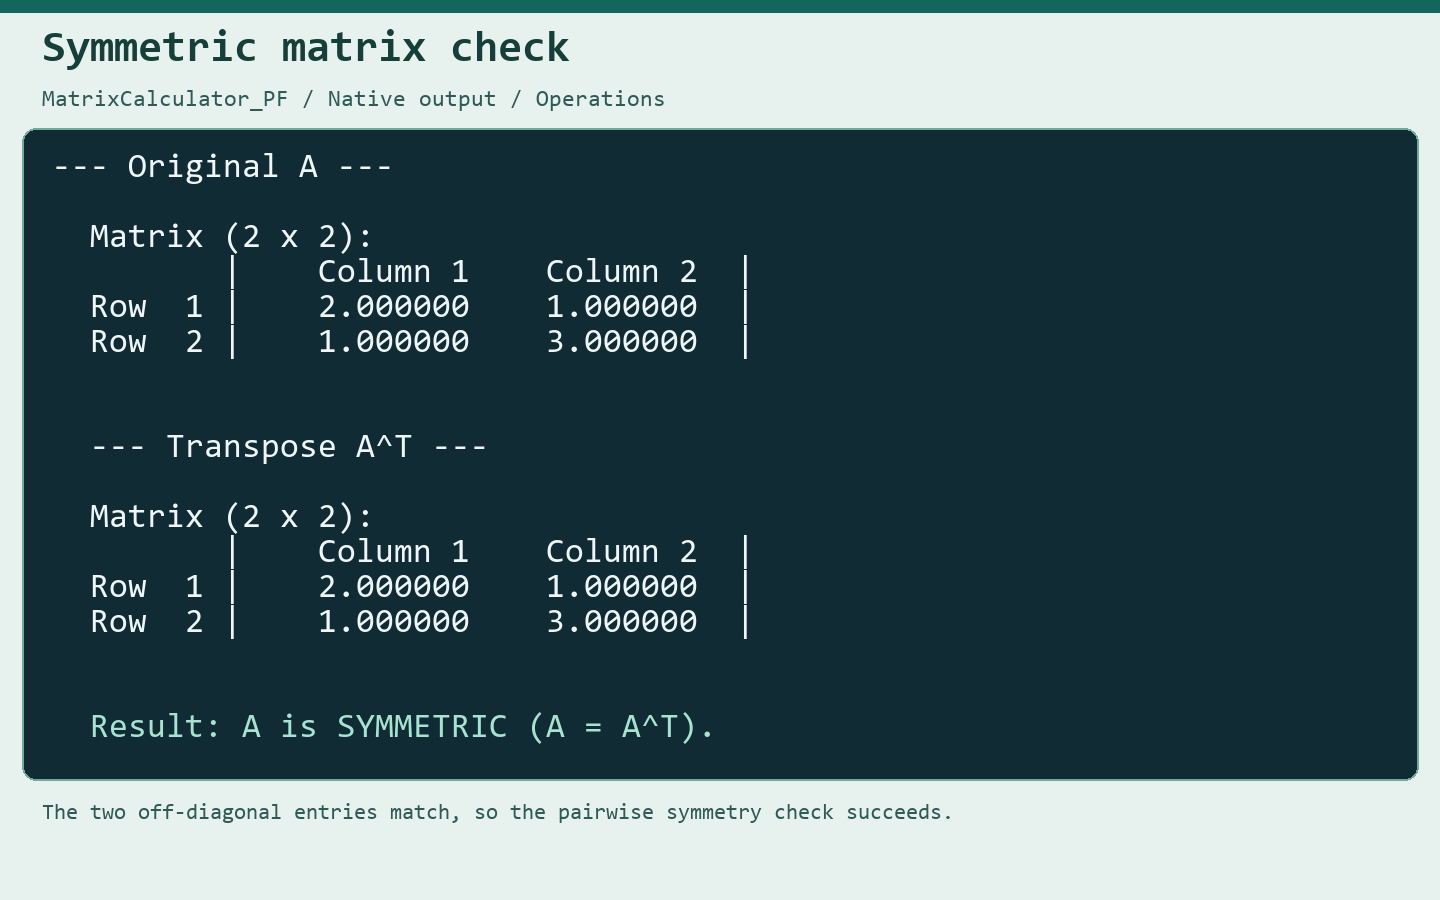 Symmetric matrix check
MatrixCalculator_PF / Native output / Operations
--- Original A ---
Matrix (2 x 2):
|    Column 1    Column 2  |
Row  1 |    2.000000    1.000000  |
Row  2 |    1.000000    3.000000  |
--- Transpose A^T ---
Matrix (2 x 2):
|    Column 1    Column 2  |
Row  1 |    2.000000    1.000000  |
Row  2 |    1.000000    3.000000  |
Result: A is SYMMETRIC (A = A^T).
The two off-diagonal entries match, so the pairwise symmetry check succeeds.